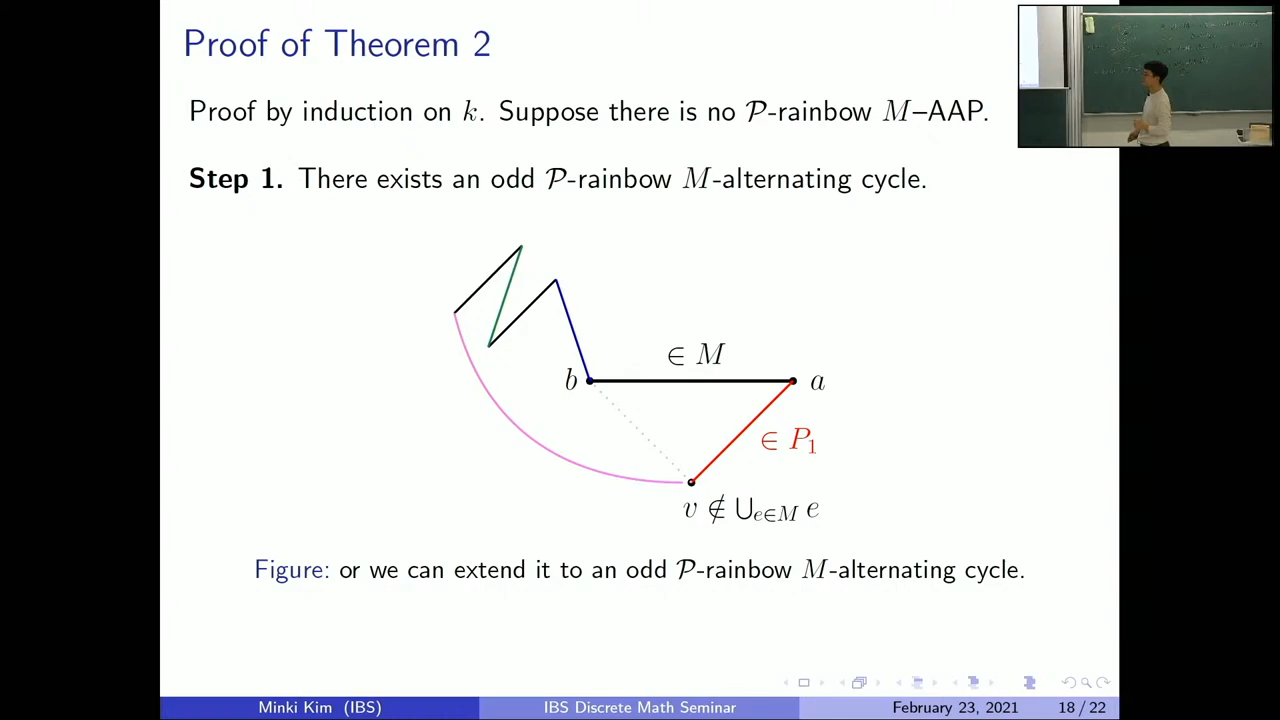 Proof of Theorem 2
Proof by induction on k. Suppose there is no 𝒫-rainbow M–AAP.
Step 1. There exists an odd 𝒫-rainbow M-alternating cycle.
∈ M
b
a
∈ P₁
v ∉ ⋃_{e∈M} e
Figure: or we can extend it to an odd 𝒫-rainbow M-alternating cycle.
Minki Kim (IBS) IBS Discrete Math Seminar February 23, 2021 18 / 22